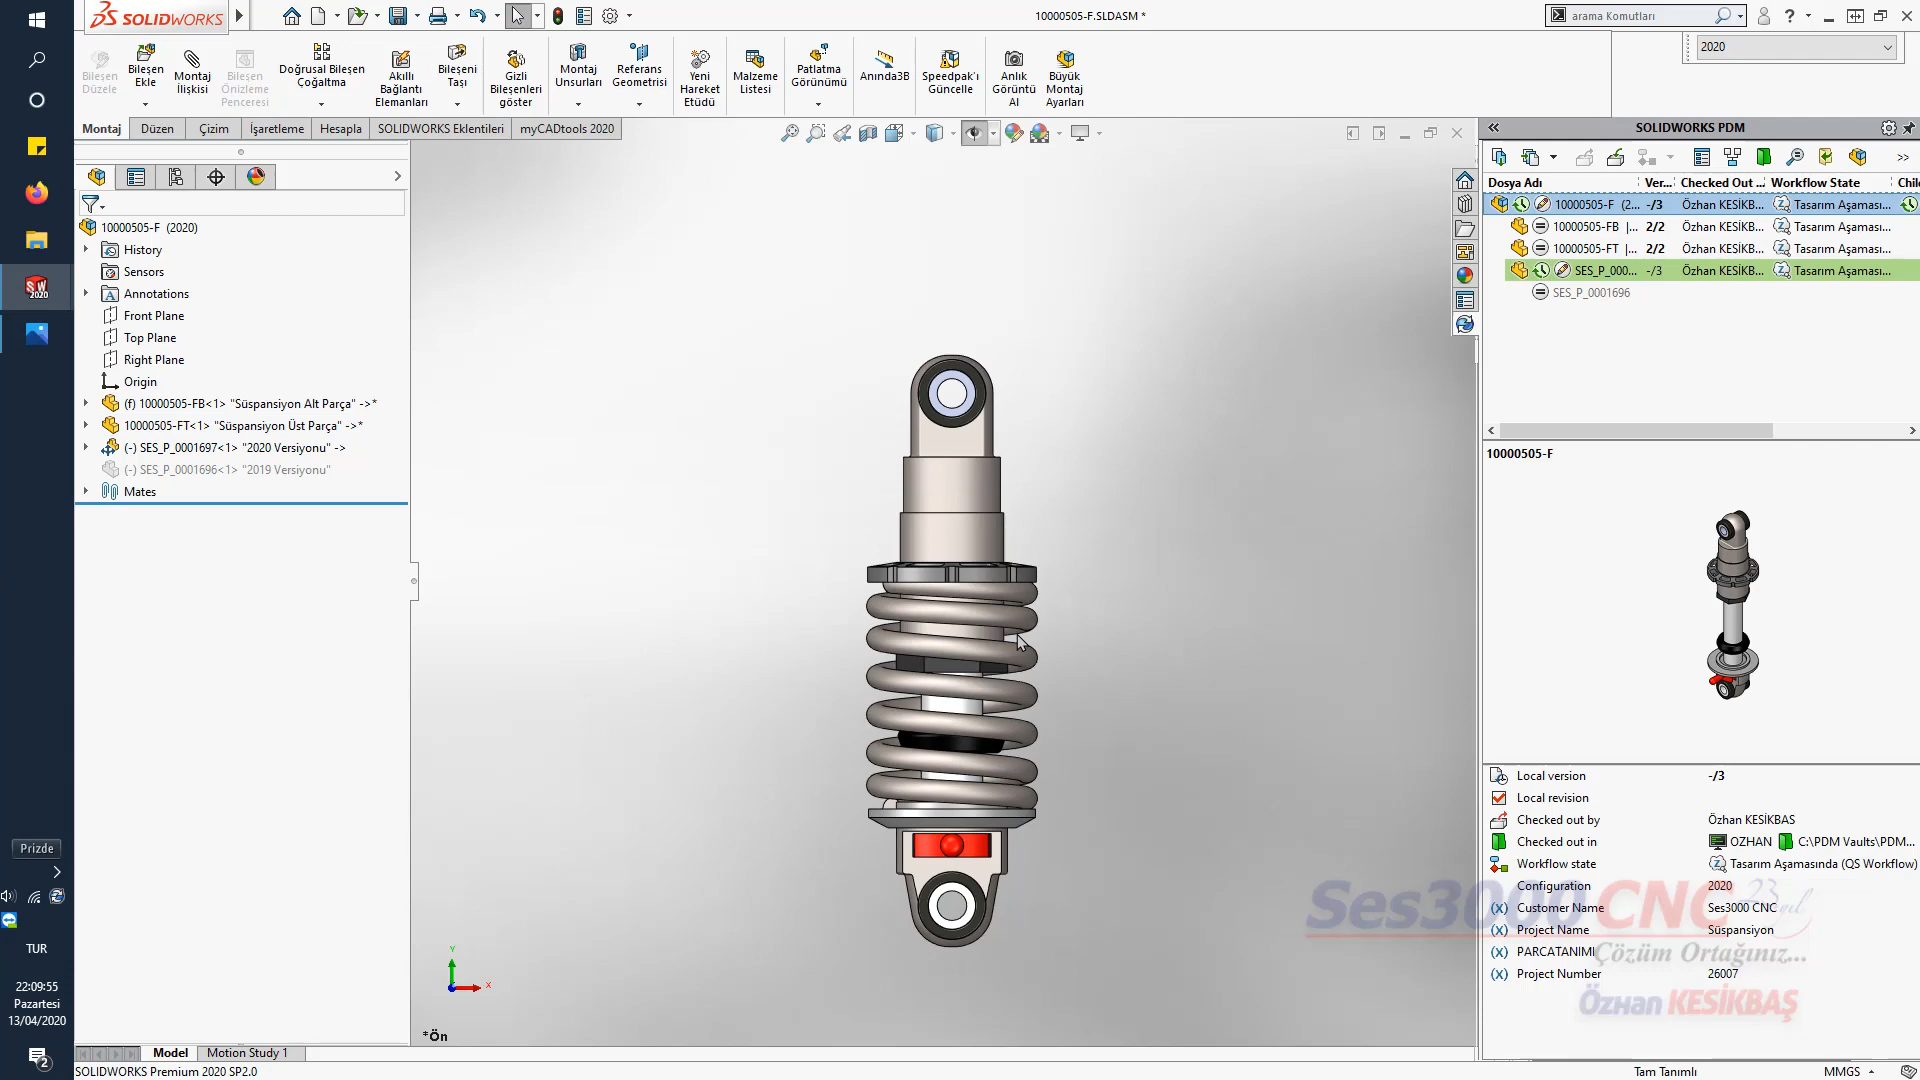 SOLIDWORKS
10000505-F.SLDASM *
arama Komutları
2020
Bileşen Düzele
Bileşen Ekle
Montaj İlişkisi
Bileşen Önizleme Penceresi
Doğrusal Bileşen Çoğaltma
Akıllı Bağlantı Elemanları
Bileşeni Taşı
Gizli Bileşenleri göster
Montaj Unsurları
Referans Geometrisi
Yeni Hareket Etüdü
Malzeme Listesi
Patlatma Görünümü
Anında3B
Speedpak'ı Güncelle
Anlık Görüntü Al
Büyük Montaj Ayarları
Montaj Düzen Çizim İşaretleme Hesapla SOLIDWORKS Eklentileri myCADtools 2020
10000505-F (2020)
History
Sensors
Annotations
Front Plane
Top Plane
Right Plane
Origin
(f) 10000505-FB<1> "Süspansiyon Alt Parça" ->*
10000505-FT<1> "Süspansiyon Üst Parça" ->*
(-) SES_P_0001697<1> "2020 Versiyonu" ->
(-) SES_P_0001696<1> "2019 Versiyonu"
Mates
SW 2020
Y
X
*Ön
SOLIDWORKS PDM
Dosya Adı Ver... Checked Out ... Workflow State Chil
10000505-F (2... -/3 Özhan KESİKB... Tasarım Aşaması...
10000505-FB |... 2/2 Özhan KESİKB... Tasarım Aşaması...
10000505-FT |... 2/2 Özhan KESİKB... Tasarım Aşaması...
SES_P_000... -/3 Özhan KESİKB... Tasarım Aşaması...
SES_P_0001696
10000505-F
Local version -/3
Local revision
Checked out by Özhan KESİKBAS
Checked out in OZHAN C:\PDM Vaults\PDM...
Workflow state Tasarım Aşamasında (QS Workflow)
Configuration 2020
Customer Name Ses3000 CNC
Project Name Süspansiyon
PARCATANIMI
Project Number 26007
Ses3000 CNC 23 yıl
Çözüm Ortağınız...
Özhan KESİKBAŞ
Prizde
TUR
22:09:55
Pazartesi
13/04/2020
2
Model Motion Study 1
SOLIDWORKS Premium 2020 SP2.0
Tam Tanımlı MMGS